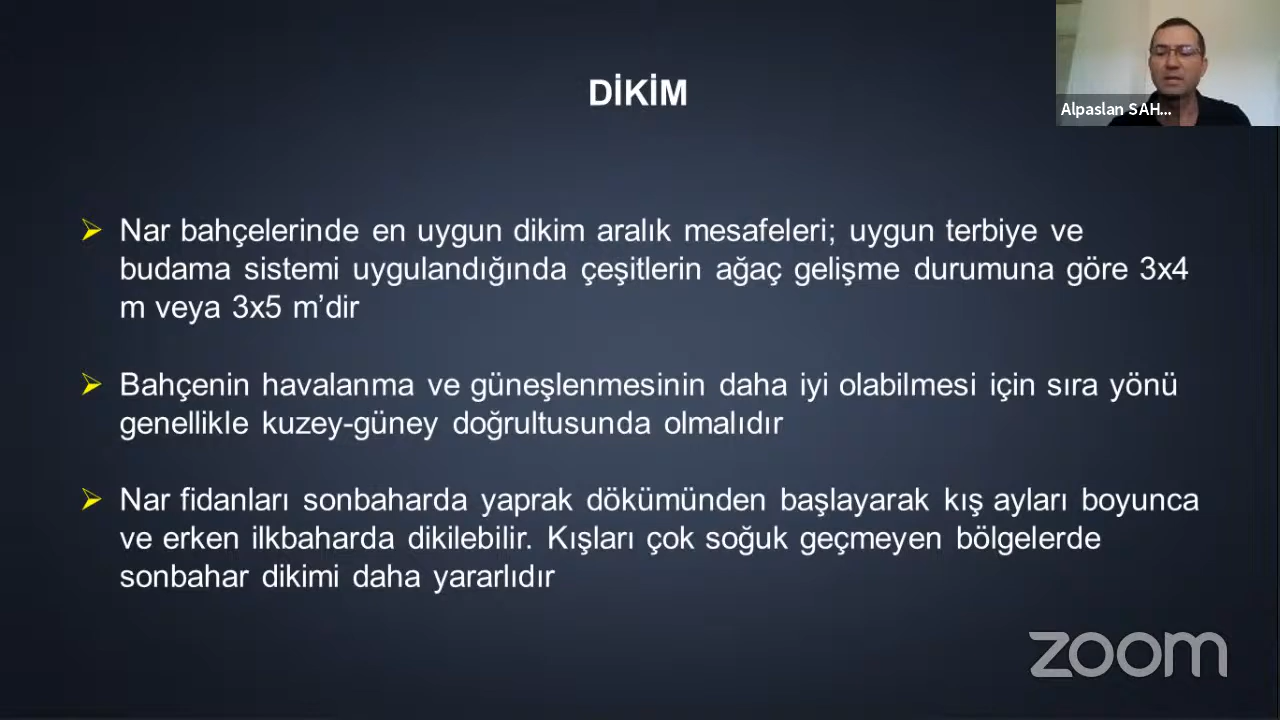 DİKİM
Alpaslan SAH...
Nar bahçelerinde en uygun dikim aralık mesafeleri; uygun terbiye ve
budama sistemi uygulandığında çeşitlerin ağaç gelişme durumuna göre 3x4
m veya 3x5 m’dir
Bahçenin havalanma ve güneşlenmesinin daha iyi olabilmesi için sıra yönü
genellikle kuzey-güney doğrultusunda olmalıdır
Nar fidanları sonbaharda yaprak dökümünden başlayarak kış ayları boyunca
ve erken ilkbaharda dikilebilir. Kışları çok soğuk geçmeyen bölgelerde
sonbahar dikimi daha yararlıdır
zoom